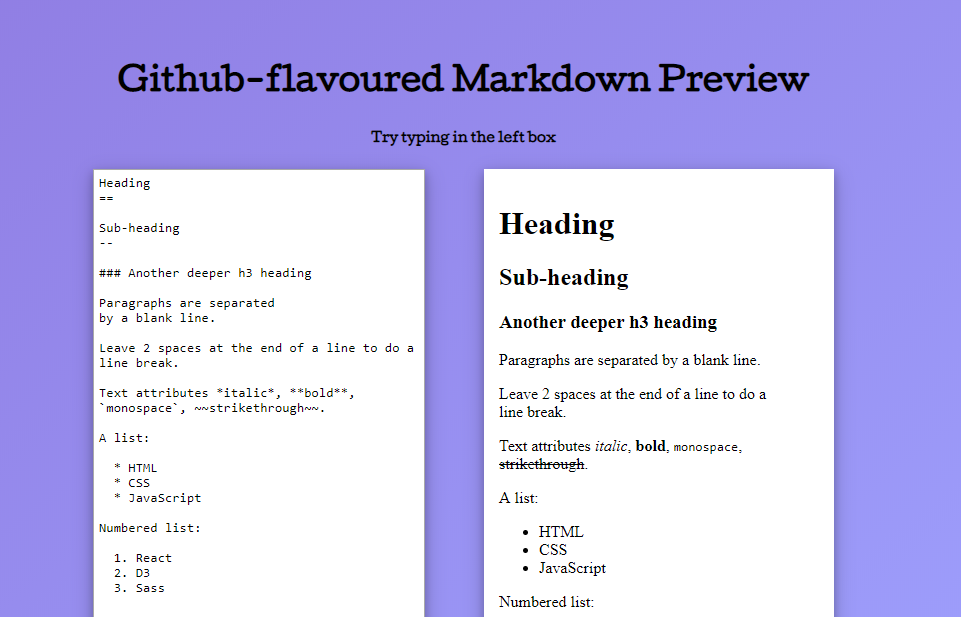 Github-flavoured Markdown Preview
Try typing in the left box
Heading
==
Sub-heading
--
### Another deeper h3 heading
Paragraphs are separated
by a blank line.
Leave 2 spaces at the end of a line to do a
line break.
Text attributes *italic*, **bold**,
`monospace`, ~~strikethrough~~.
A list:
* HTML
* CSS
* JavaScript
Numbered list:
1. React
2. D3
3. Sass
Heading
Sub-heading
Another deeper h3 heading
Paragraphs are separated by a blank line.
Leave 2 spaces at the end of a line to do a
line break.
Text attributes italic, bold, monospace,
strikethrough.
A list:
• HTML
• CSS
• JavaScript
Numbered list: